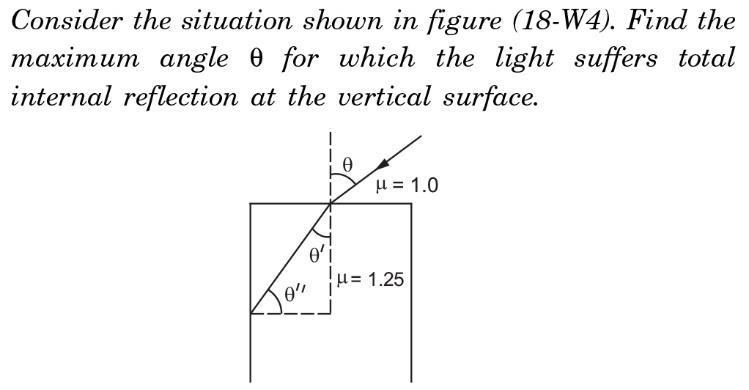 Consider the situation shown in figure (18-W4). Find the
maximum angle θ for which the light suffers total
internal reflection at the vertical surface.
θ
μ = 1.0
θ′
μ = 1.25
θ′′